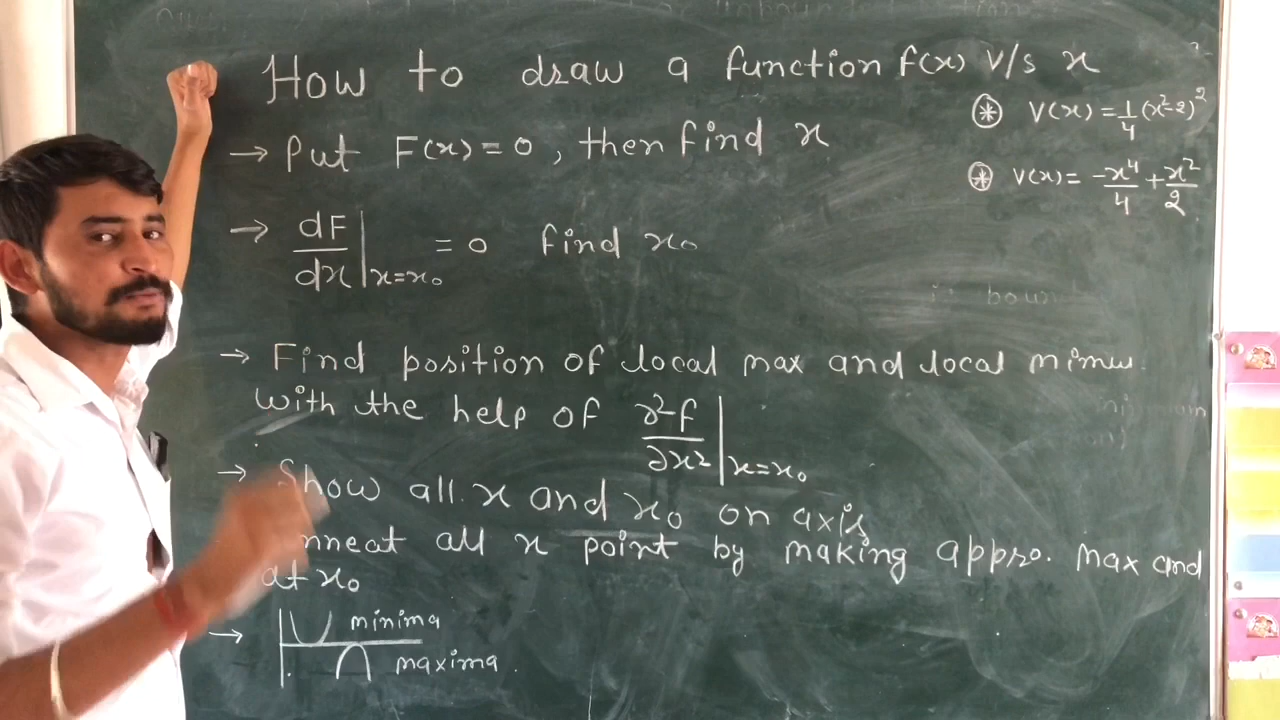 How to draw a function f(x) v/s x
⊛ V(x) = 1/4 (x²-2)²
→ Put F(x) = 0, then find x
⊛ V(x) = -x⁴/4 + x²/2
→ dF/dx |x=x₀ = 0 find x₀
→ Find position of local max and local
with the help of ∂²f/∂x² |x=x₀
→ Show all x and x₀ on axis
all x point by making appro. max and
at x₀
→ minima
maxima.